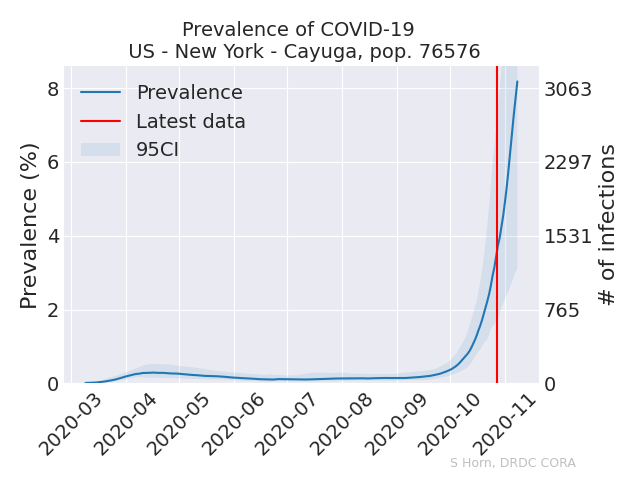 Prevalence of COVID-19
US - New York - Cayuga, pop. 76576
Prevalence
Latest data
95CI
Prevalence (%)
8
6
4
2
0
3063
2297
1531
765
0
# of infections
2020-03
2020-04
2020-05
2020-06
2020-07
2020-08
2020-09
2020-10
2020-11
S Horn, DRDC CORA